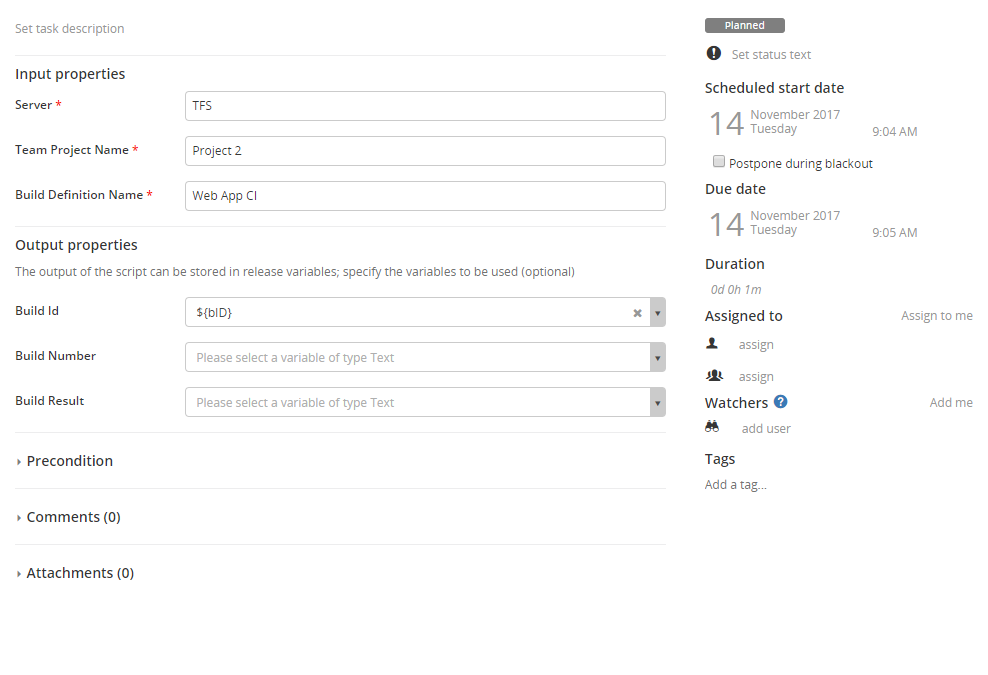 Set task description
Input properties
Server *
TFS
Team Project Name *
Project 2
Build Definition Name *
Web App CI
Output properties
The output of the script can be stored in release variables; specify the variables to be used (optional)
Build Id
${bID}
Build Number
Please select a variable of type Text
Build Result
Please select a variable of type Text
Precondition
Comments (0)
Attachments (0)
Planned
Set status text
Scheduled start date
14 November 2017
Tuesday
9:04 AM
Postpone during blackout
Due date
14 November 2017
Tuesday
9:05 AM
Duration
0d 0h 1m
Assigned to
Assign to me
assign
assign
Watchers ?
Add me
add user
Tags
Add a tag...